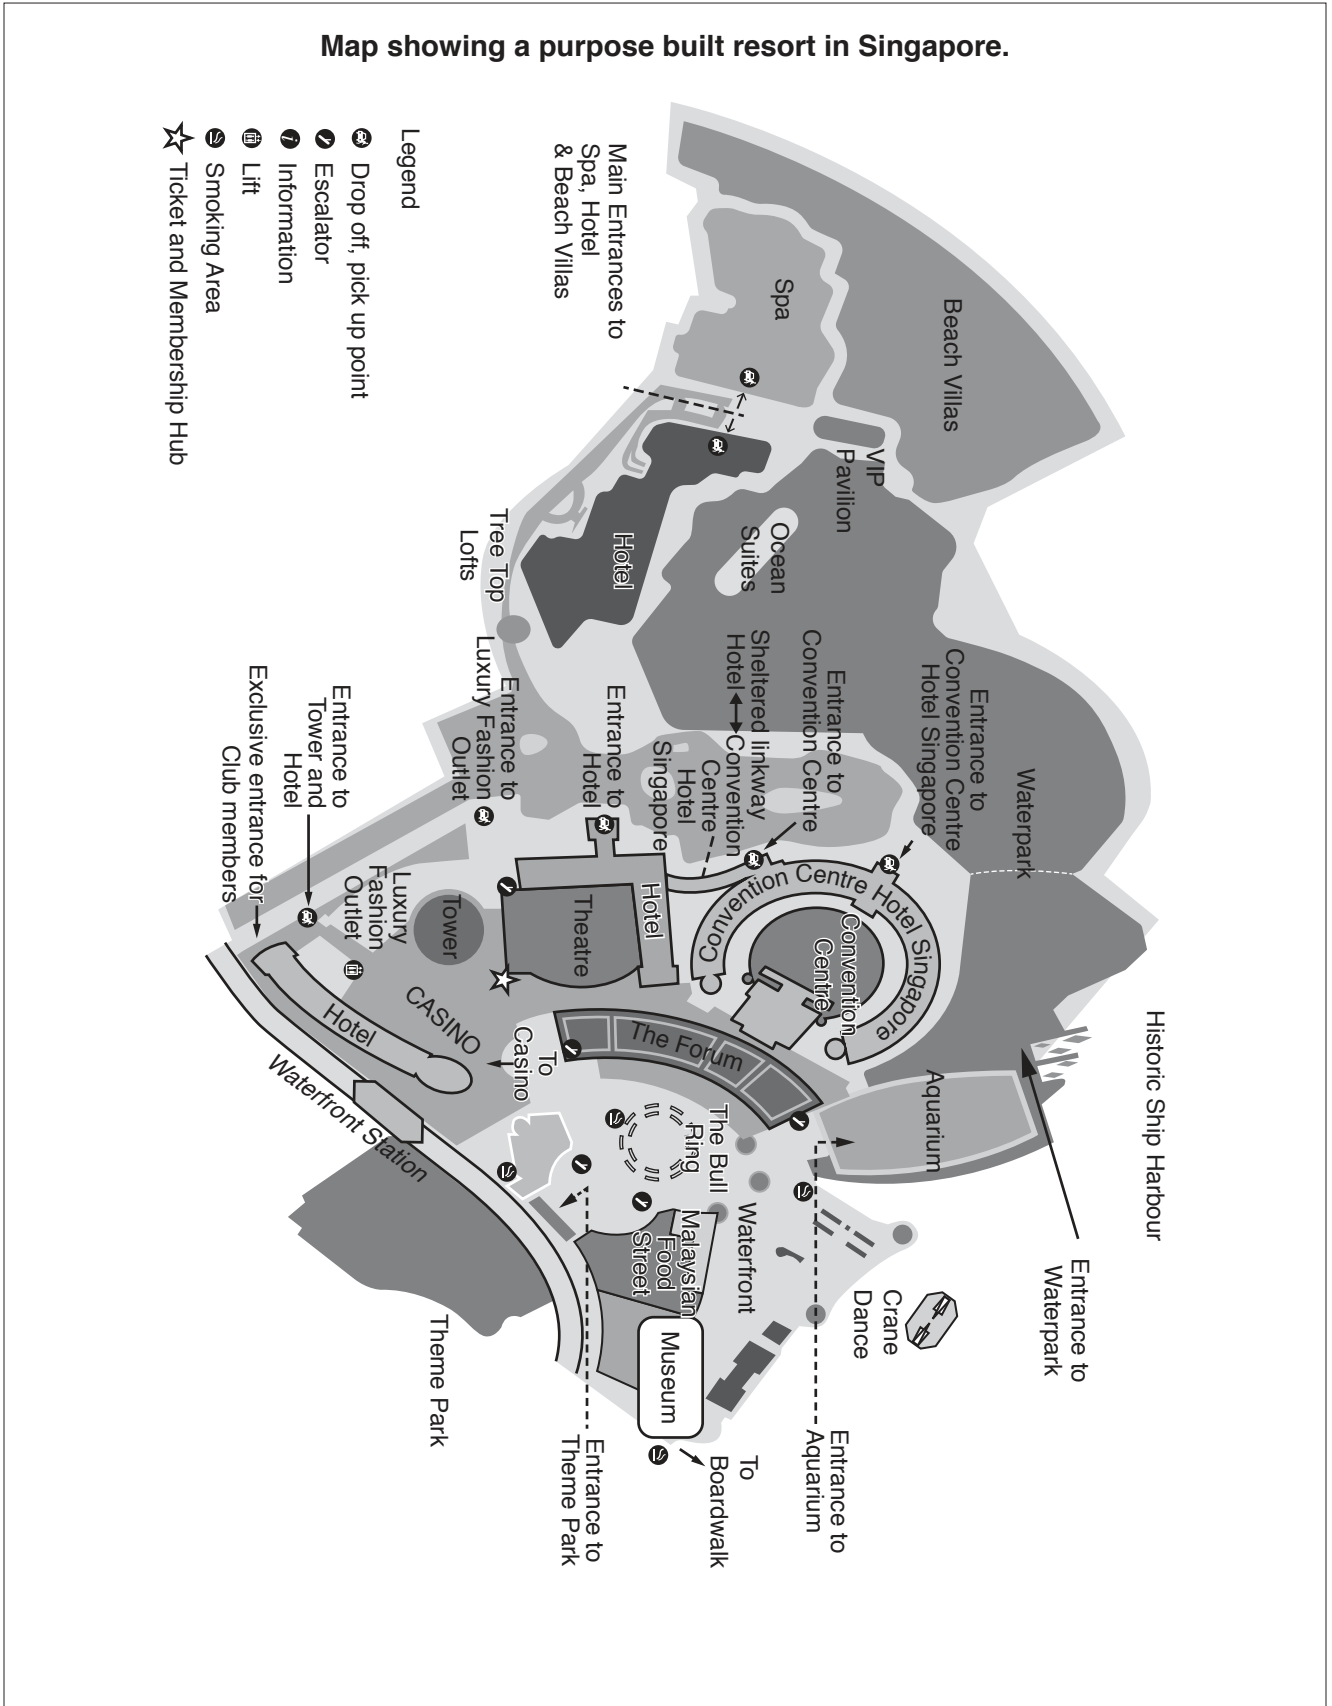 Map showing a purpose built resort in Singapore.
Legend
Drop off, pick up point
Escalator
Information
Lift
Smoking Area
Ticket and Membership Hub
Main Entrances to
Spa, Hotel
& Beach Villas
Beach Villas
Spa
VIP
Pavilion
Ocean
Suites
Hotel
Tree Top
Lofts
Waterpark
Entrance to
Convention Centre
Hotel Singapore
Entrance to
Convention Centre
Sheltered linkway
Hotel
Convention
Centre
Hotel
Singapore
Entrance to
Hotel
Entrance to
Luxury Fashion
Outlet
Entrance to
Tower and
Hotel
Exclusive entrance for
Club members
Convention Centre Hotel Singapore
Convention
Centre
Hotel
Theatre
Tower
Luxury
Fashion
Outlet
CASINO
Hotel
To
Casino
The Forum
Waterfront Station
Historic Ship Harbour
Aquarium
The Bull
Ring
Waterfront
Malaysian
Food
Street
Museum
Crane
Dance
Entrance to
Waterpark
Entrance to
Aquarium
To
Boardwalk
Entrance to
Theme Park
Theme Park